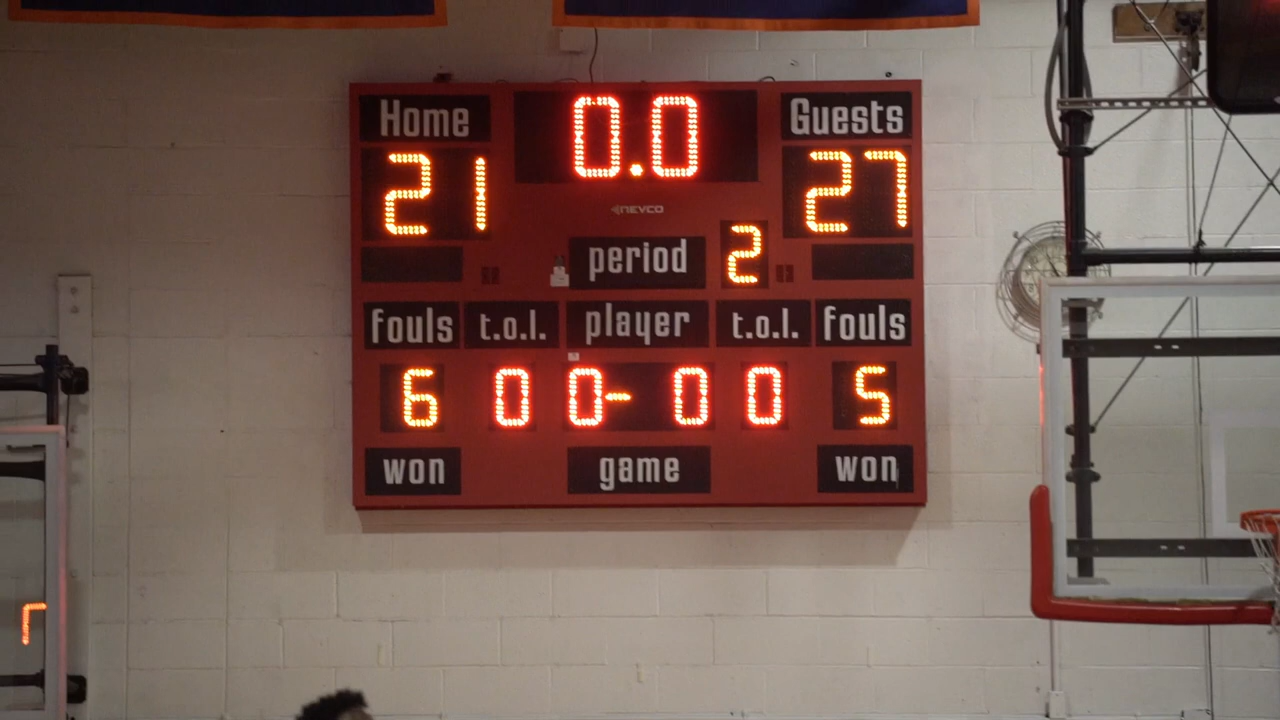 Home 0.0 Guests
21 27
NEVCO
period 2
fouls t.o.l. player t.o.l. fouls
6 0 0- 0 0 5
won game won